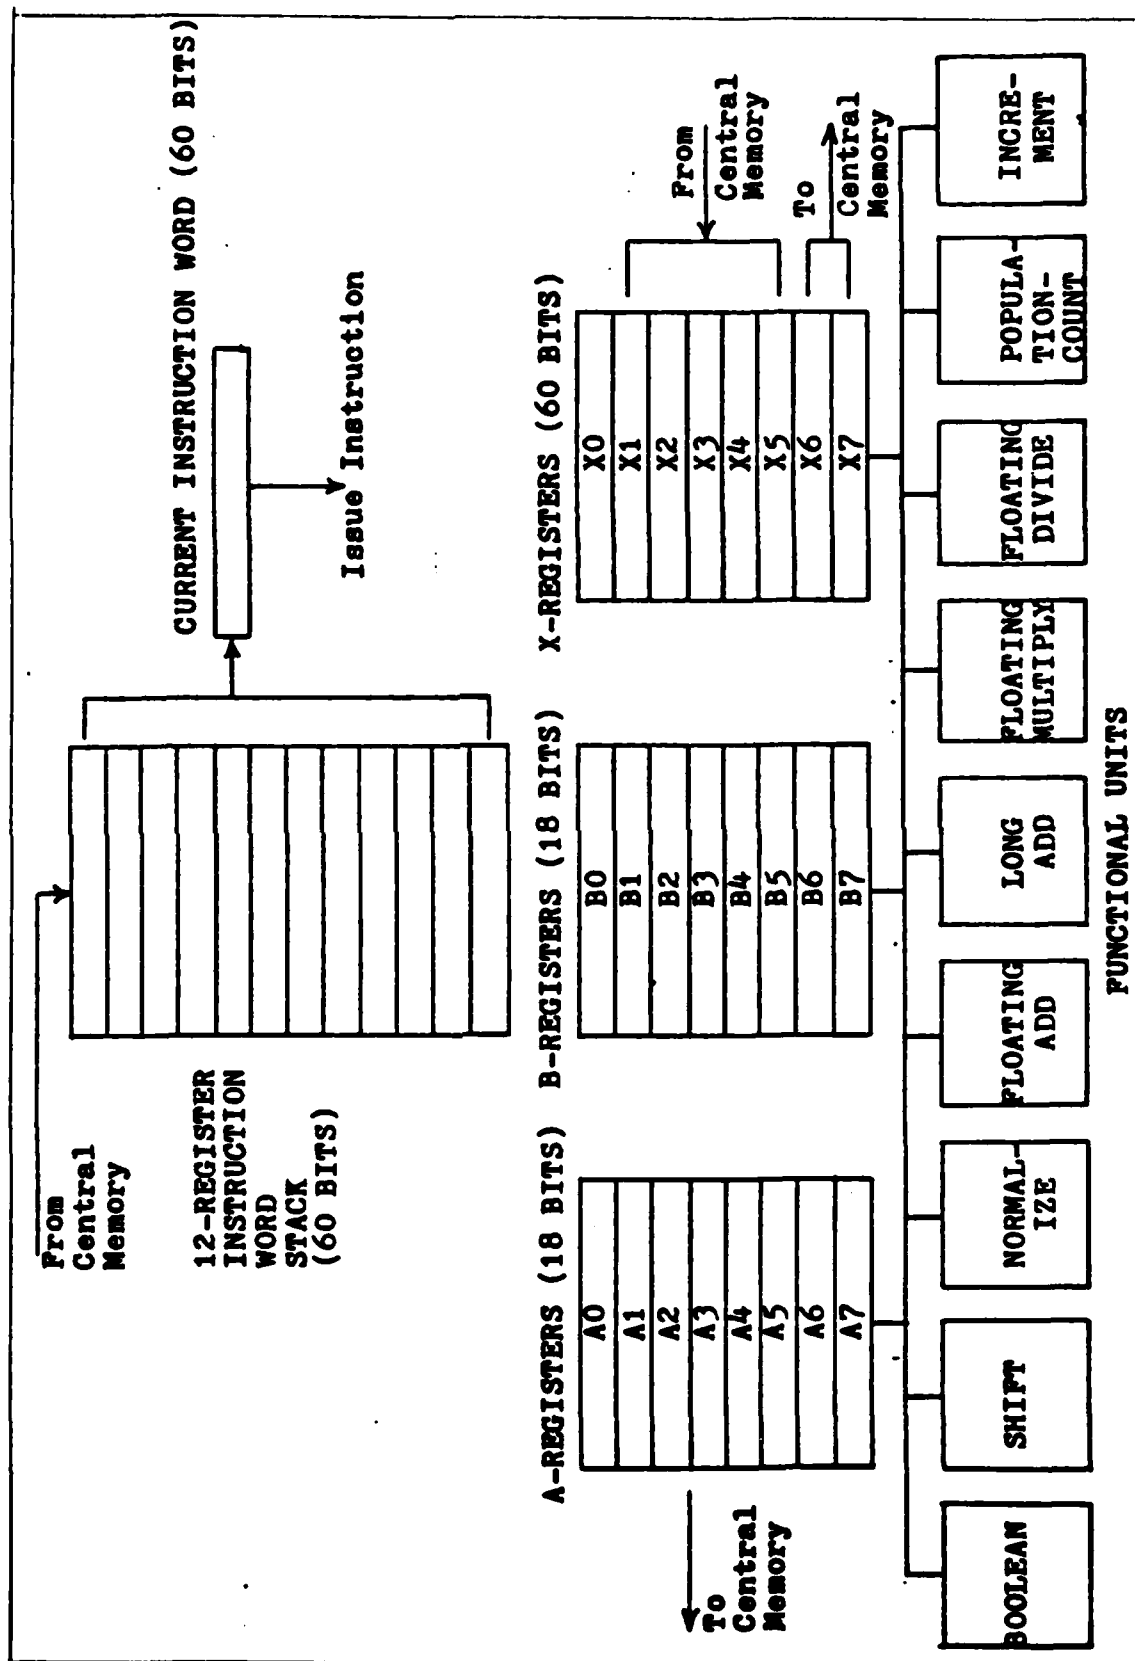 From
Central
Memory
12-REGISTER
INSTRUCTION
WORD
STACK
(60 BITS)
CURRENT INSTRUCTION WORD (60 BITS)
Issue Instruction
A-REGISTERS (18 BITS)
A0
A1
A2
A3
A4
A5
A6
A7
To
Central
Memory
B-REGISTERS (18 BITS)
B0
B1
B2
B3
B4
B5
B6
B7
X-REGISTERS (60 BITS)
X0
X1
X2
X3
X4
X5
X6
X7
From
Central
Memory
To
Central
Memory
BOOLEAN
SHIFT
NORMAL-
IZE
FLOATING
ADD
LONG
ADD
FLOATING
MULTIPLY
FLOATING
DIVIDE
POPULA-
TION-
COUNT
INCRE-
MENT
FUNCTIONAL UNITS